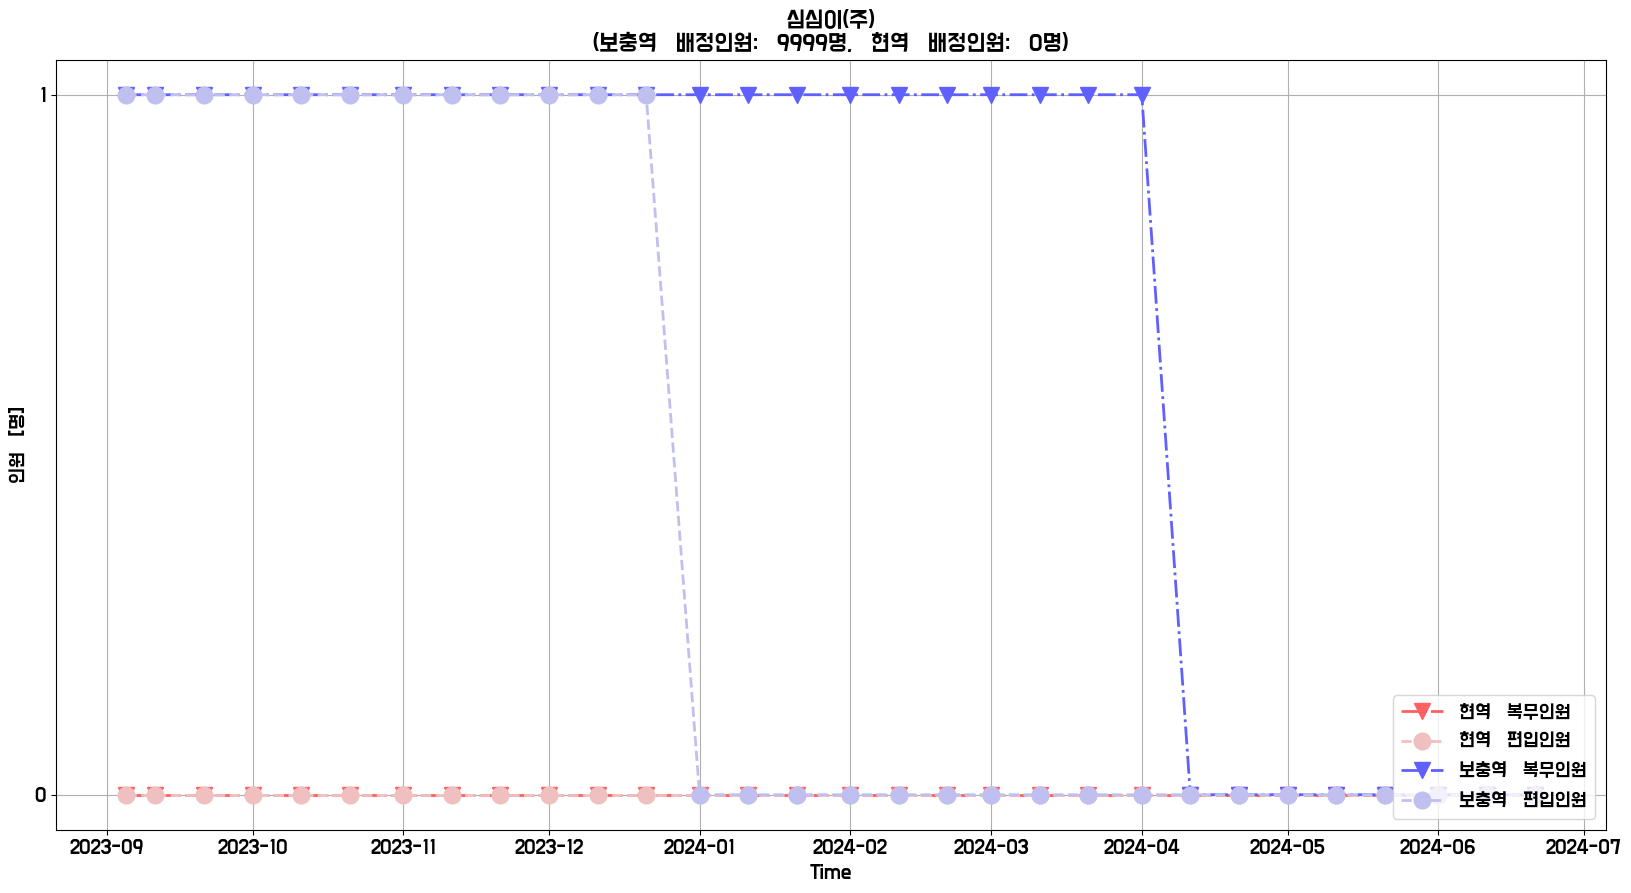 심심이(주)
(보충역 배정인원: 9999명, 현역 배정인원: 0명)
인원 [명]
1
0
현역 복무인원
현역 편입인원
보충역 복무인원
보충역 편입인원
2023-09 2023-10 2023-11 2023-12 2024-01 2024-02 2024-03 2024-04 2024-05 2024-06 2024-07
Time